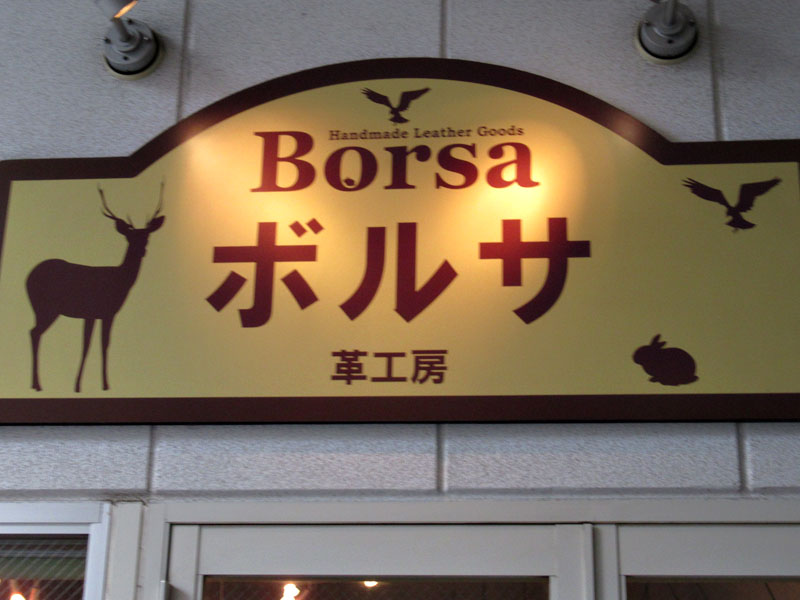 Handmade Leather Goods
Borsa
ボルサ
革工房